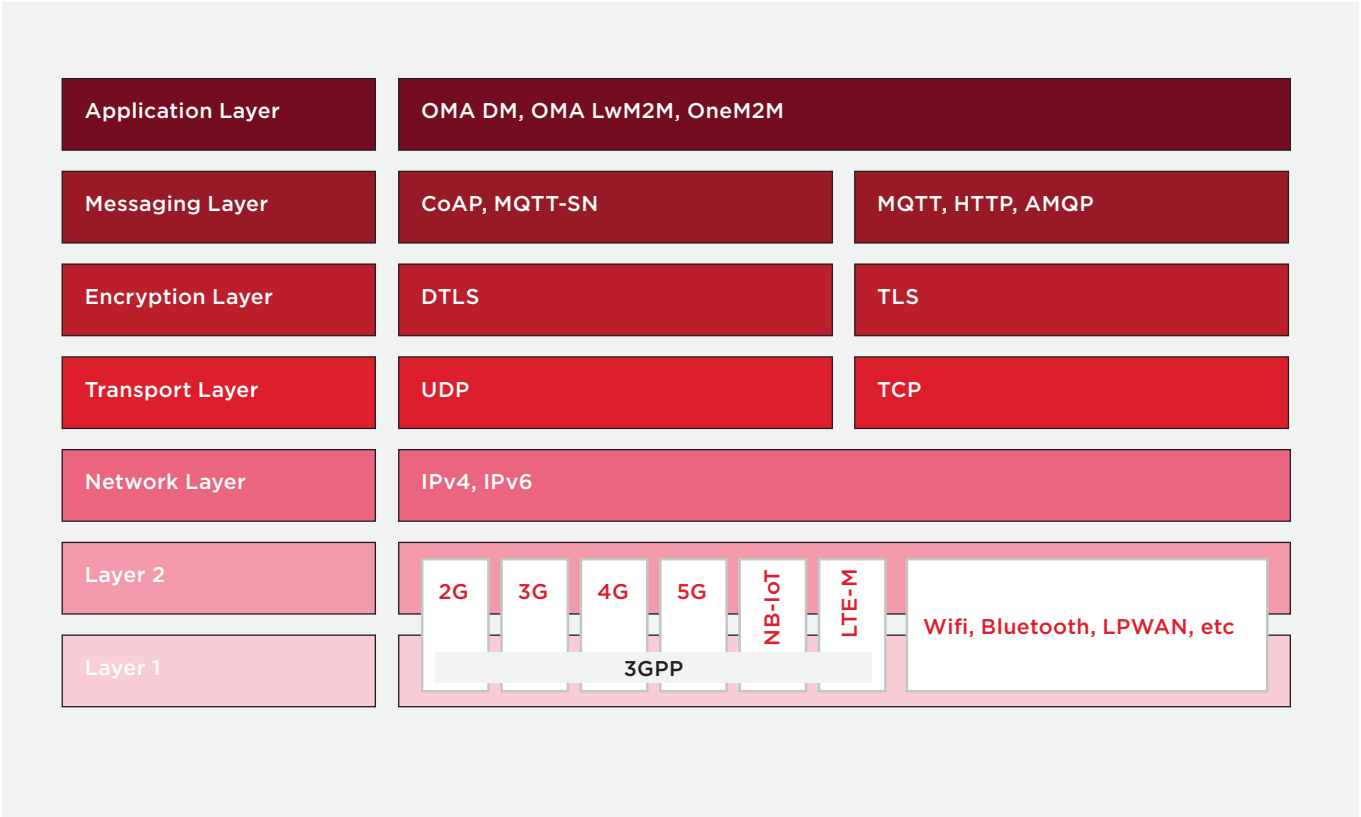 Application Layer
OMA DM, OMA LwM2M, OneM2M
Messaging Layer
CoAP, MQTT-SN
MQTT, HTTP, AMQP
Encryption Layer
DTLS
TLS
Transport Layer
UDP
TCP
Network Layer
IPv4, IPv6
Layer 2
2G
3G
4G
5G
NB-IoT
LTE-M
Wifi, Bluetooth, LPWAN, etc
Layer 1
3GPP